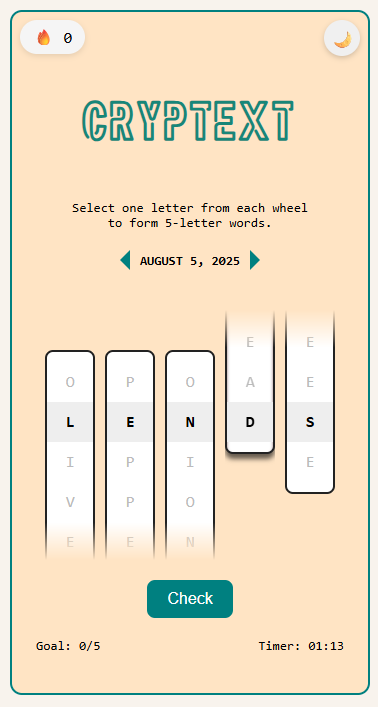 0
CRYPTEXT
Select one letter from each wheel
to form 5-letter words.
AUGUST 5, 2025
E E
O P O A E
L E N D S
I P I E
V P O
E E N
Check
Goal: 0/5 Timer: 01:13